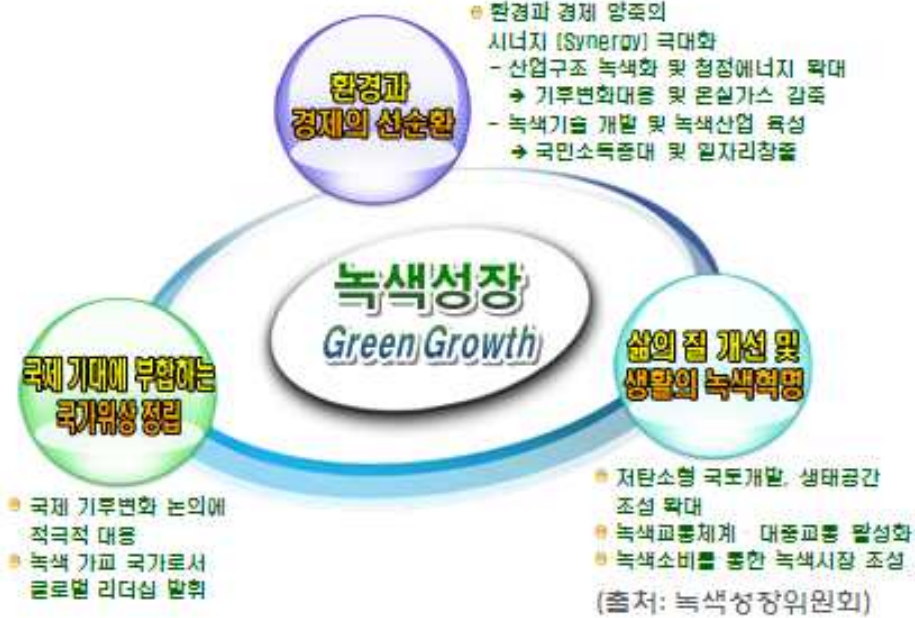 환경과
경제의 선순환
환경과 경제 양축의
시너지 (Synergy) 극대화
- 산업구조 녹색화 및 청정에너지 확대
→ 기후변화대응 및 온실가스 감축
- 녹색기술 개발 및 녹색산업 육성
→ 국민소득증대 및 일자리창출
녹색성장
Green Growth
국제 기대에 부합하는
국가위상 정립
국제 기후변화 논의에
적극적 대응
녹색 가교 국가로서
글로벌 리더십 발휘
삶의 질 개선 및
생활의 녹색혁명
저탄소형 국토개발, 생태공간
조성 확대
녹색교통체계 · 대중교통 활성화
녹색소비를 통한 녹색시장 조성
(출처: 녹색성장위원회)